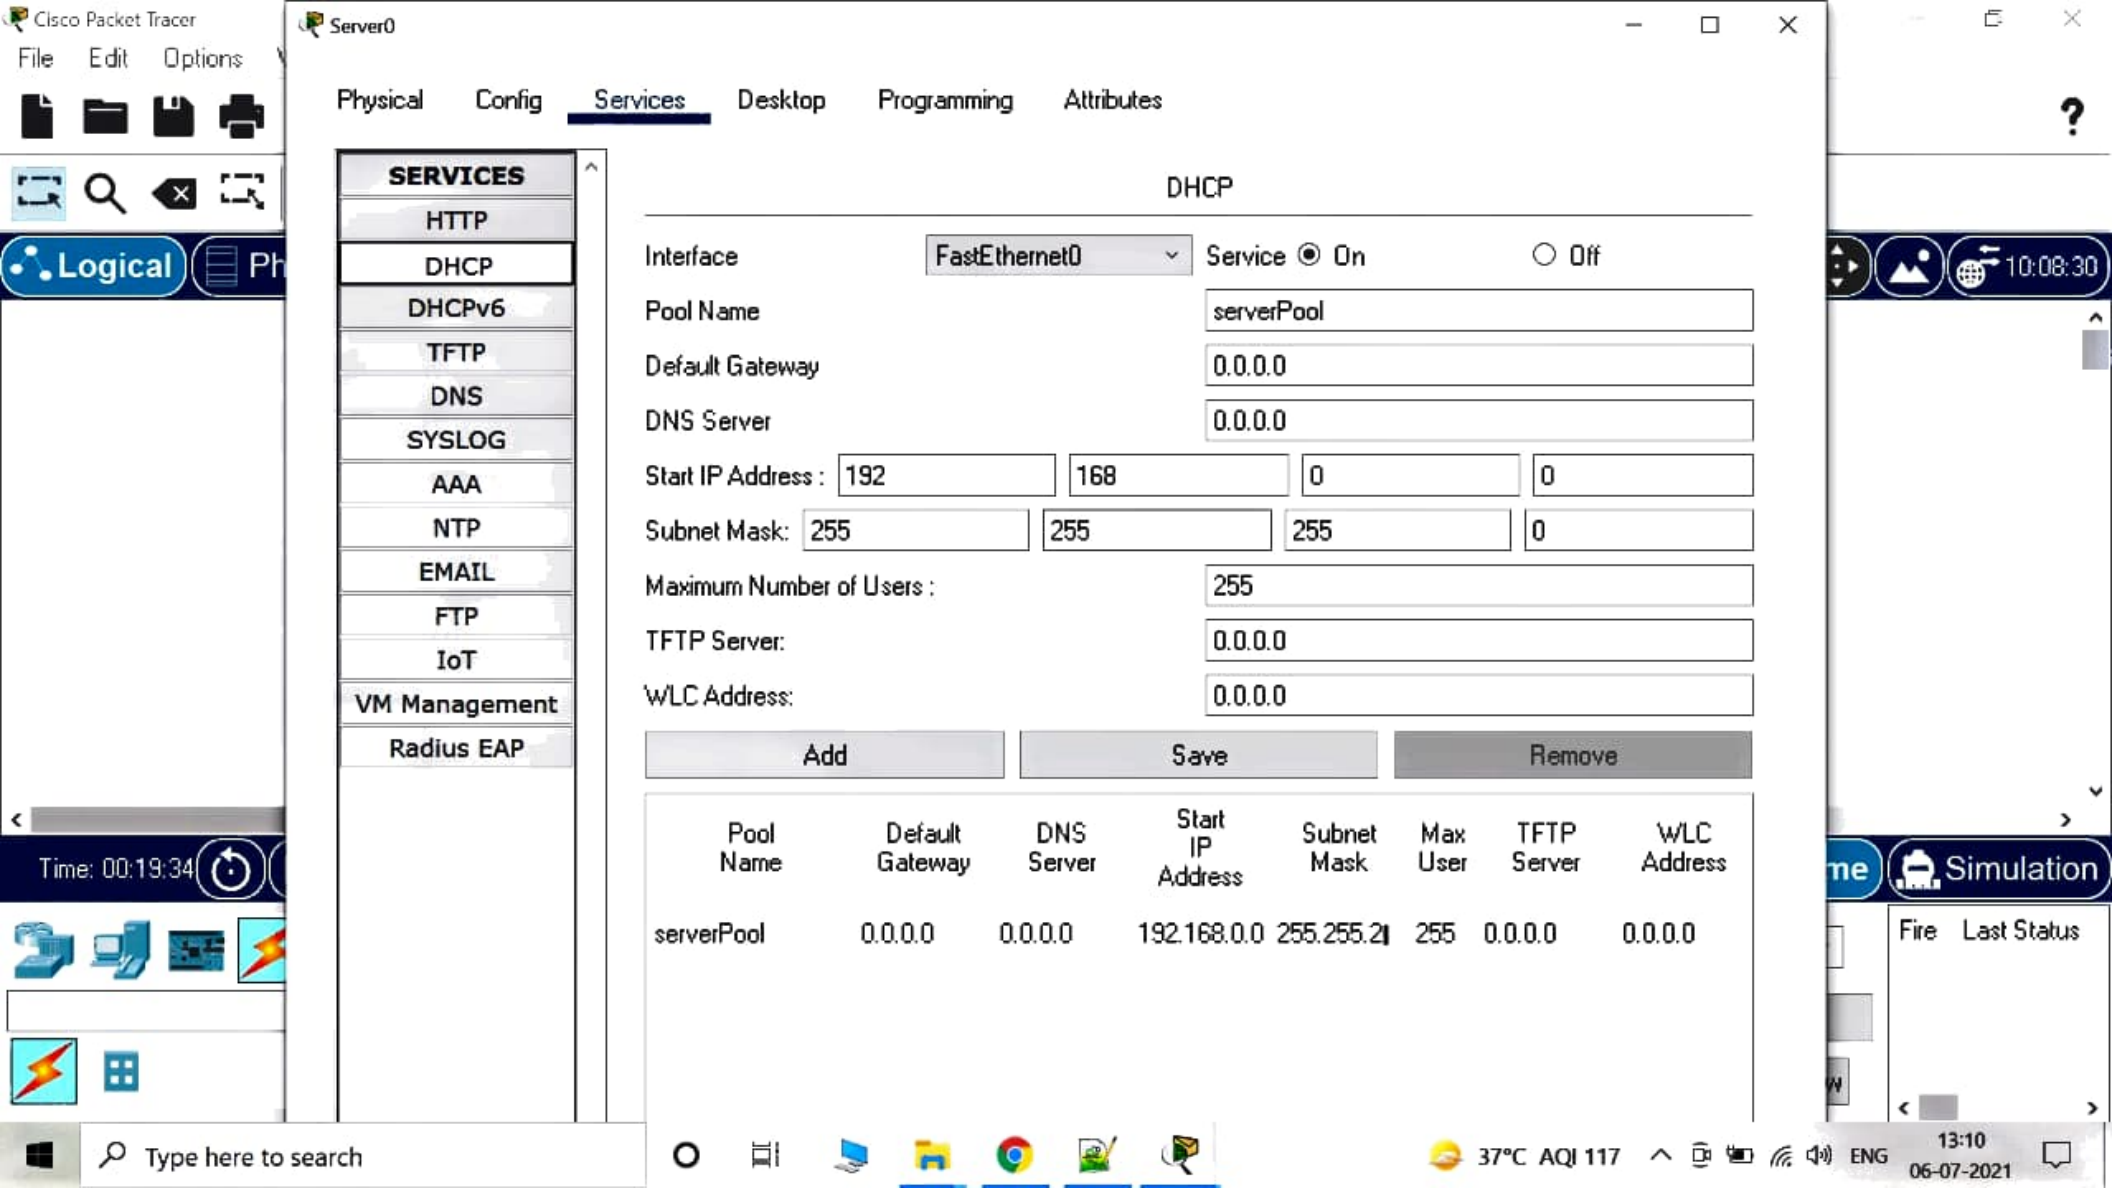 Cisco Packet Tracer
File Edit Options
Server0
Physical Config Services Desktop Programming Attributes
SERVICES
HTTP
DHCP
DHCPv6
TFTP
DNS
SYSLOG
AAA
NTP
EMAIL
FTP
IoT
VM Management
Radius EAP
DHCP
Interface FastEthernet0 Service On Off
Pool Name serverPool
Default Gateway 0.0.0.0
DNS Server 0.0.0.0
Start IP Address : 192 168 0 0
Subnet Mask: 255 255 255 0
Maximum Number of Users : 255
TFTP Server: 0.0.0.0
WLC Address: 0.0.0.0
Add Save Remove
Pool Name Default Gateway DNS Server Start IP Address Subnet Mask Max User TFTP Server WLC Address
serverPool 0.0.0.0 0.0.0.0 192.168.0.0 255.255.2 255 0.0.0.0 0.0.0.0
Logical Ph
10:08:30
Time: 00:19:34
me Simulation
Fire Last Status
Type here to search
37°C AQI 117
ENG
13:10
06-07-2021